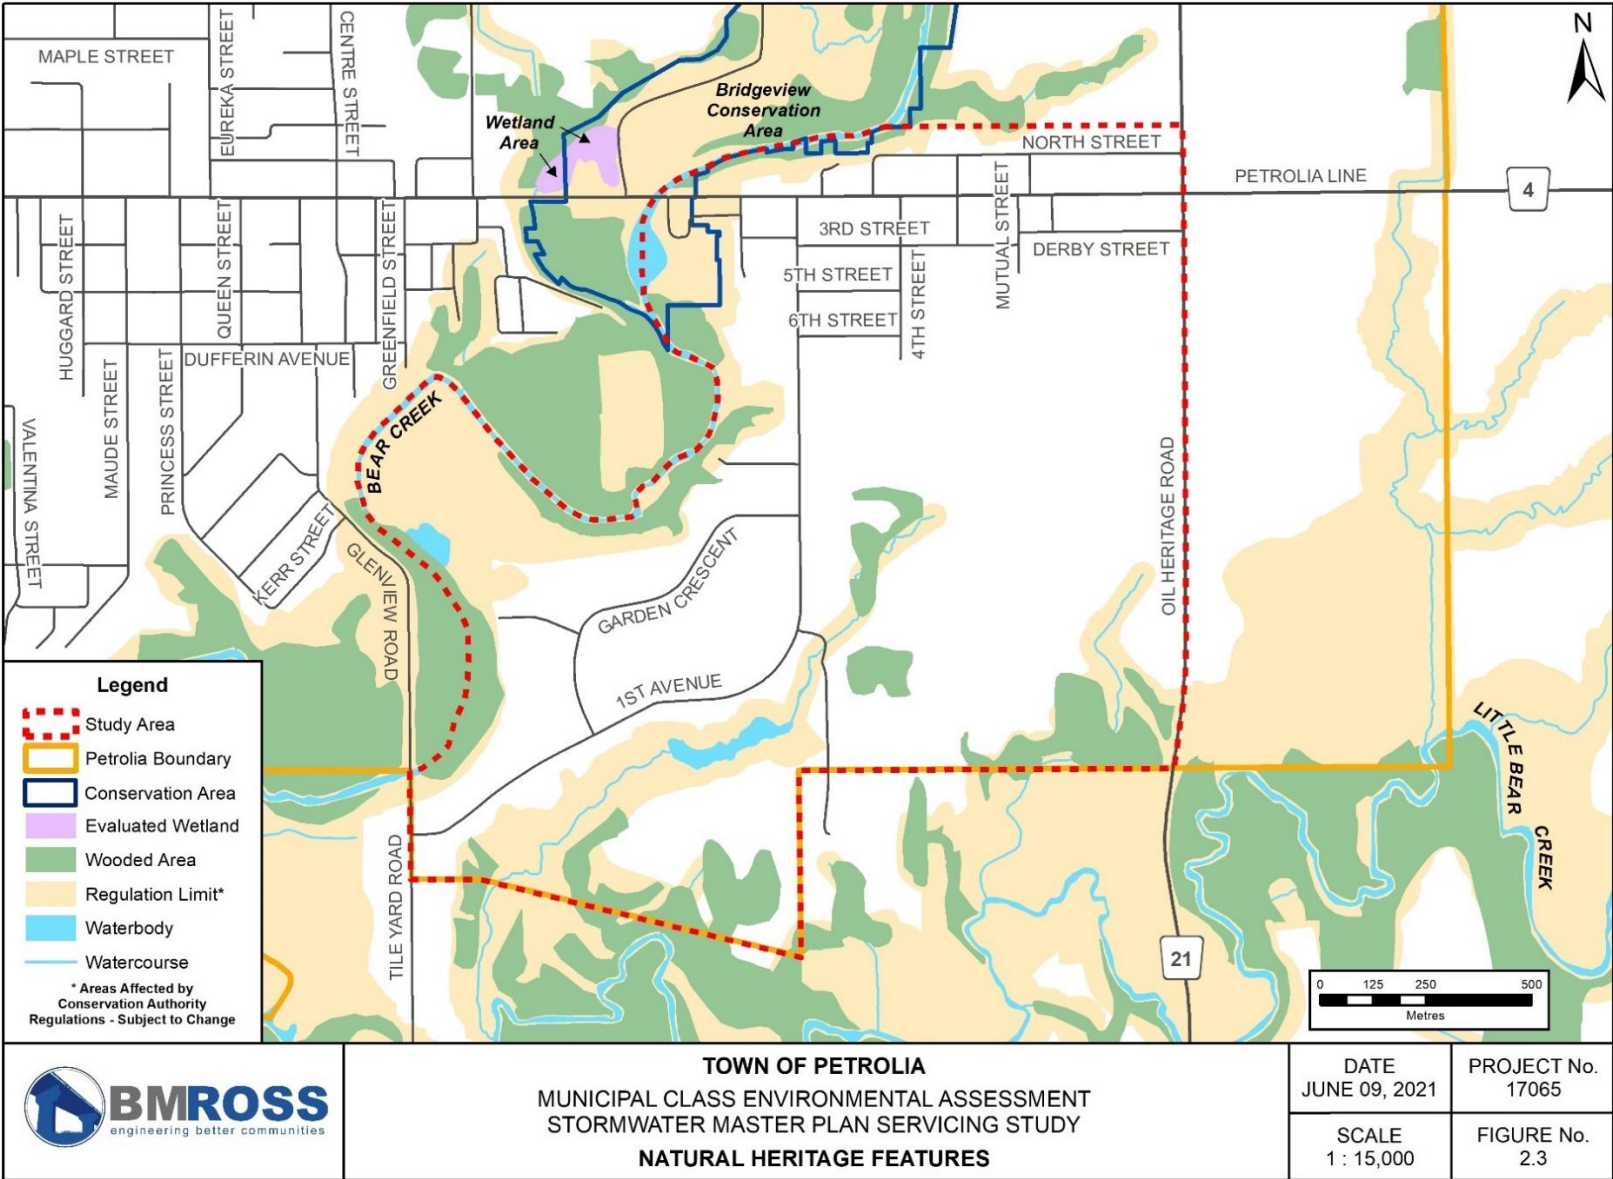 N
MAPLE STREET
EUREKA STREET
CENTRE STREET
Bridgeview
Conservation
Area
Wetland
Area
NORTH STREET
PETROLIA LINE
4
HUGGARD STREET
QUEEN STREET
GREENFIELD STREET
3RD STREET
MUTUAL STREET
DERBY STREET
5TH STREET
4TH STREET
6TH STREET
DUFFERIN AVENUE
VALENTINA STREET
MAUDE STREET
PRINCESS STREET
BEAR CREEK
KERR STREET
GLENVIEW ROAD
GARDEN CRESCENT
OIL HERITAGE ROAD
1ST AVENUE
LITTLE BEAR
CREEK
TILE YARD ROAD
21
Legend
Study Area
Petrolia Boundary
Conservation Area
Evaluated Wetland
Wooded Area
Regulation Limit*
Waterbody
Watercourse
* Areas Affected by
Conservation Authority
Regulations - Subject to Change
0 125 250 500
Metres
BMROSS
engineering better communities
TOWN OF PETROLIA
MUNICIPAL CLASS ENVIRONMENTAL ASSESSMENT
STORMWATER MASTER PLAN SERVICING STUDY
NATURAL HERITAGE FEATURES
DATE
JUNE 09, 2021
PROJECT No.
17065
SCALE
1 : 15,000
FIGURE No.
2.3